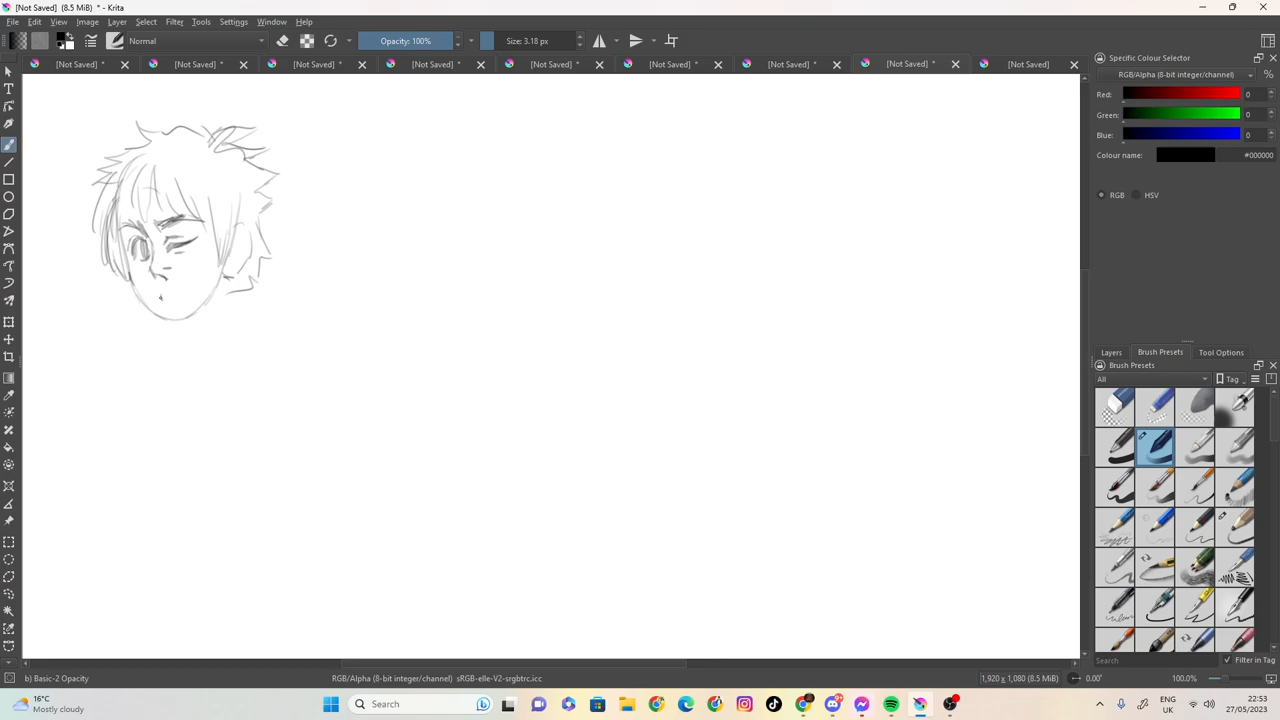 [Not Saved] (8.5 MiB) * - Krita
File Edit View Image Layer Select Filter Tools Settings Window Help
Normal Opacity: 100% Size: 3.18 px
[Not Saved] * [Not Saved] * [Not Saved] * [Not Saved] * [Not Saved] * [Not Saved] * [Not Saved] * [Not Saved] * [Not Saved]
Specific Colour Selector
RGB/Alpha (8-bit integer/channel) %
Red: 0
Green: 0
Blue: 0
Colour name: #000000
RGB HSV
Layers Brush Presets Tool Options
Brush Presets
All Tag
Search Filter in Tag
b) Basic-2 Opacity RGB/Alpha (8-bit integer/channel) sRGB-elle-V2-srgbtrc.icc 1,920 x 1,080 (8.5 MiB) 0.00° 100.0%
16°C
Mostly cloudy
Search
ENG
UK
22:53
27/05/2023